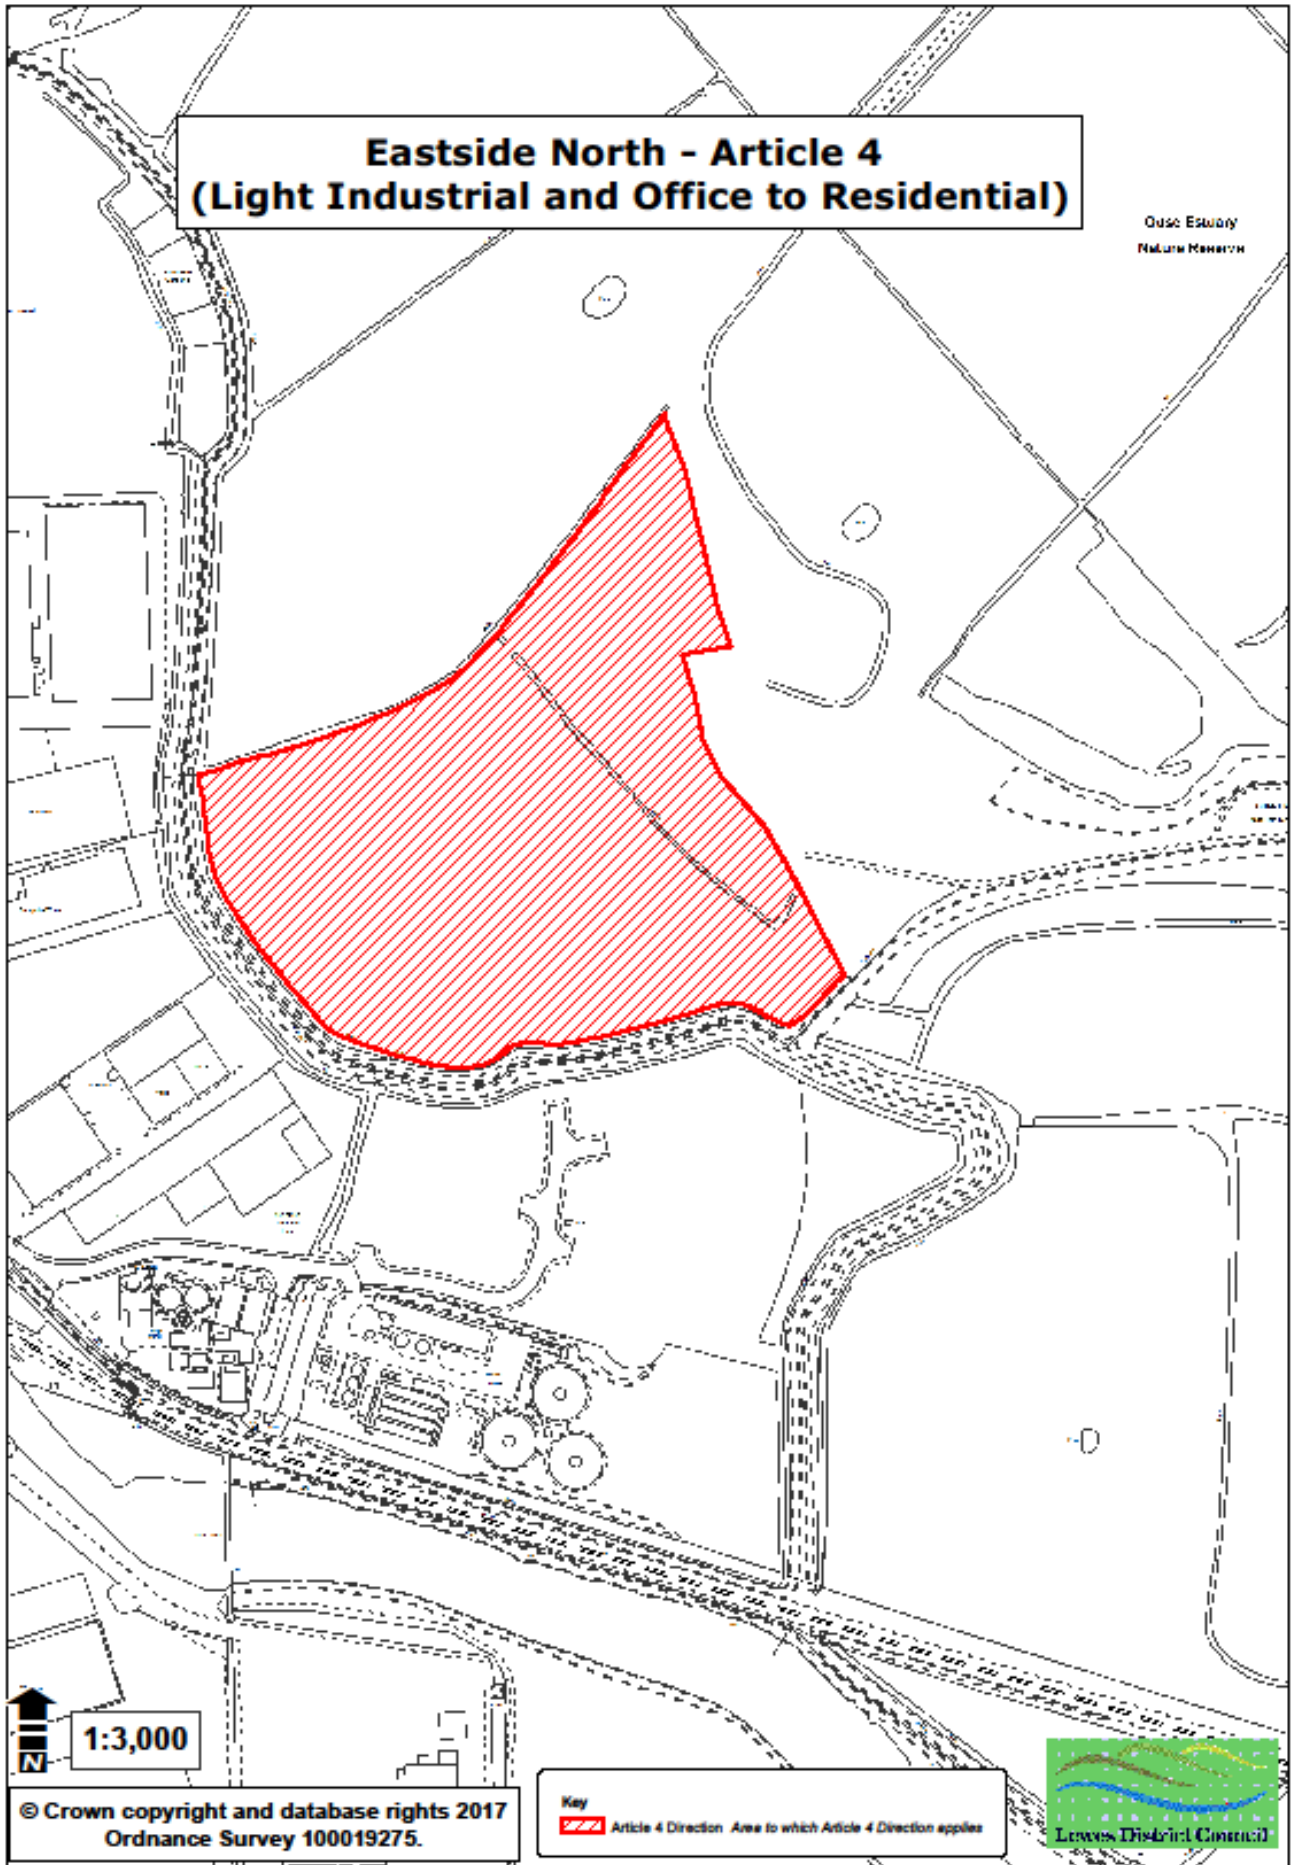 Eastside North - Article 4
(Light Industrial and Office to Residential)
Ouse Estuary
Nature Reserve
N
1:3,000
© Crown copyright and database rights 2017
Ordnance Survey 100019275.
Key
Article 4 Direction Area to which Article 4 Direction applies
Lewes District Council